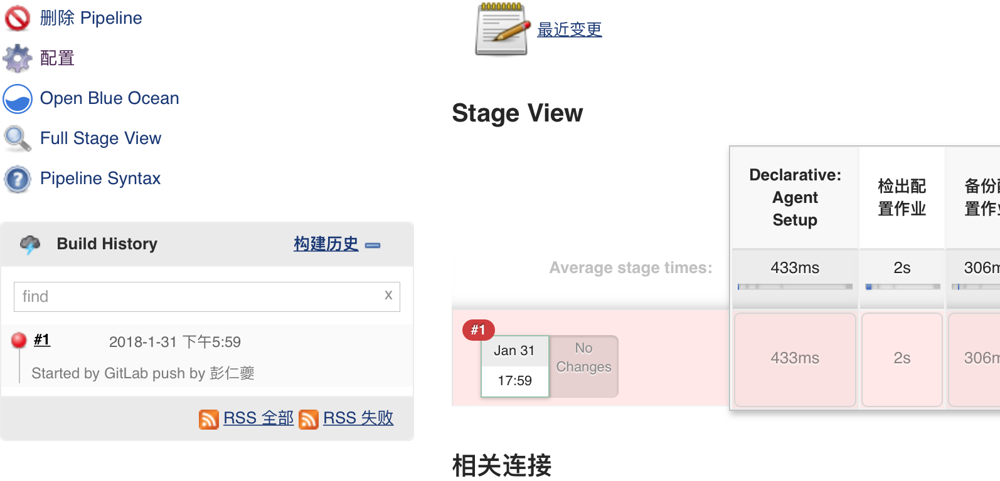 删除 Pipeline
配置
Open Blue Ocean
Full Stage View
Pipeline Syntax
Build History 构建历史
find x
#1 2018-1-31 下午5:59
Started by GitLab push by 彭仁夔
RSS 全部 RSS 失败
最近变更
Stage View
Declarative:
Agent
Setup
检出配
置作业
备份配
置作业
Average stage times:
433ms 2s 306m
#1
Jan 31
17:59
No
Changes
433ms 2s 306m
相关连接